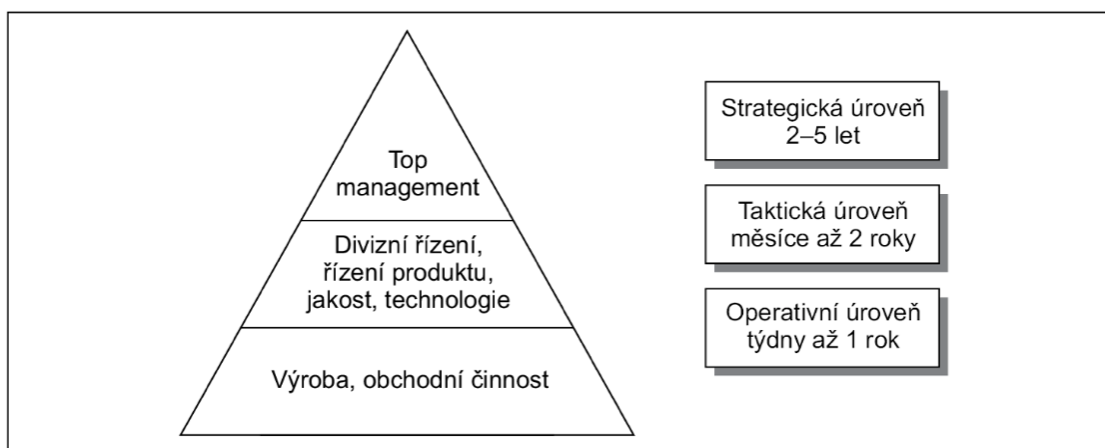 Top
management
Divizní řízení,
řízení produktu,
jakost, technologie
Výroba, obchodní činnost
Strategická úroveň
2–5 let
Taktická úroveň
měsíce až 2 roky
Operativní úroveň
týdny až 1 rok